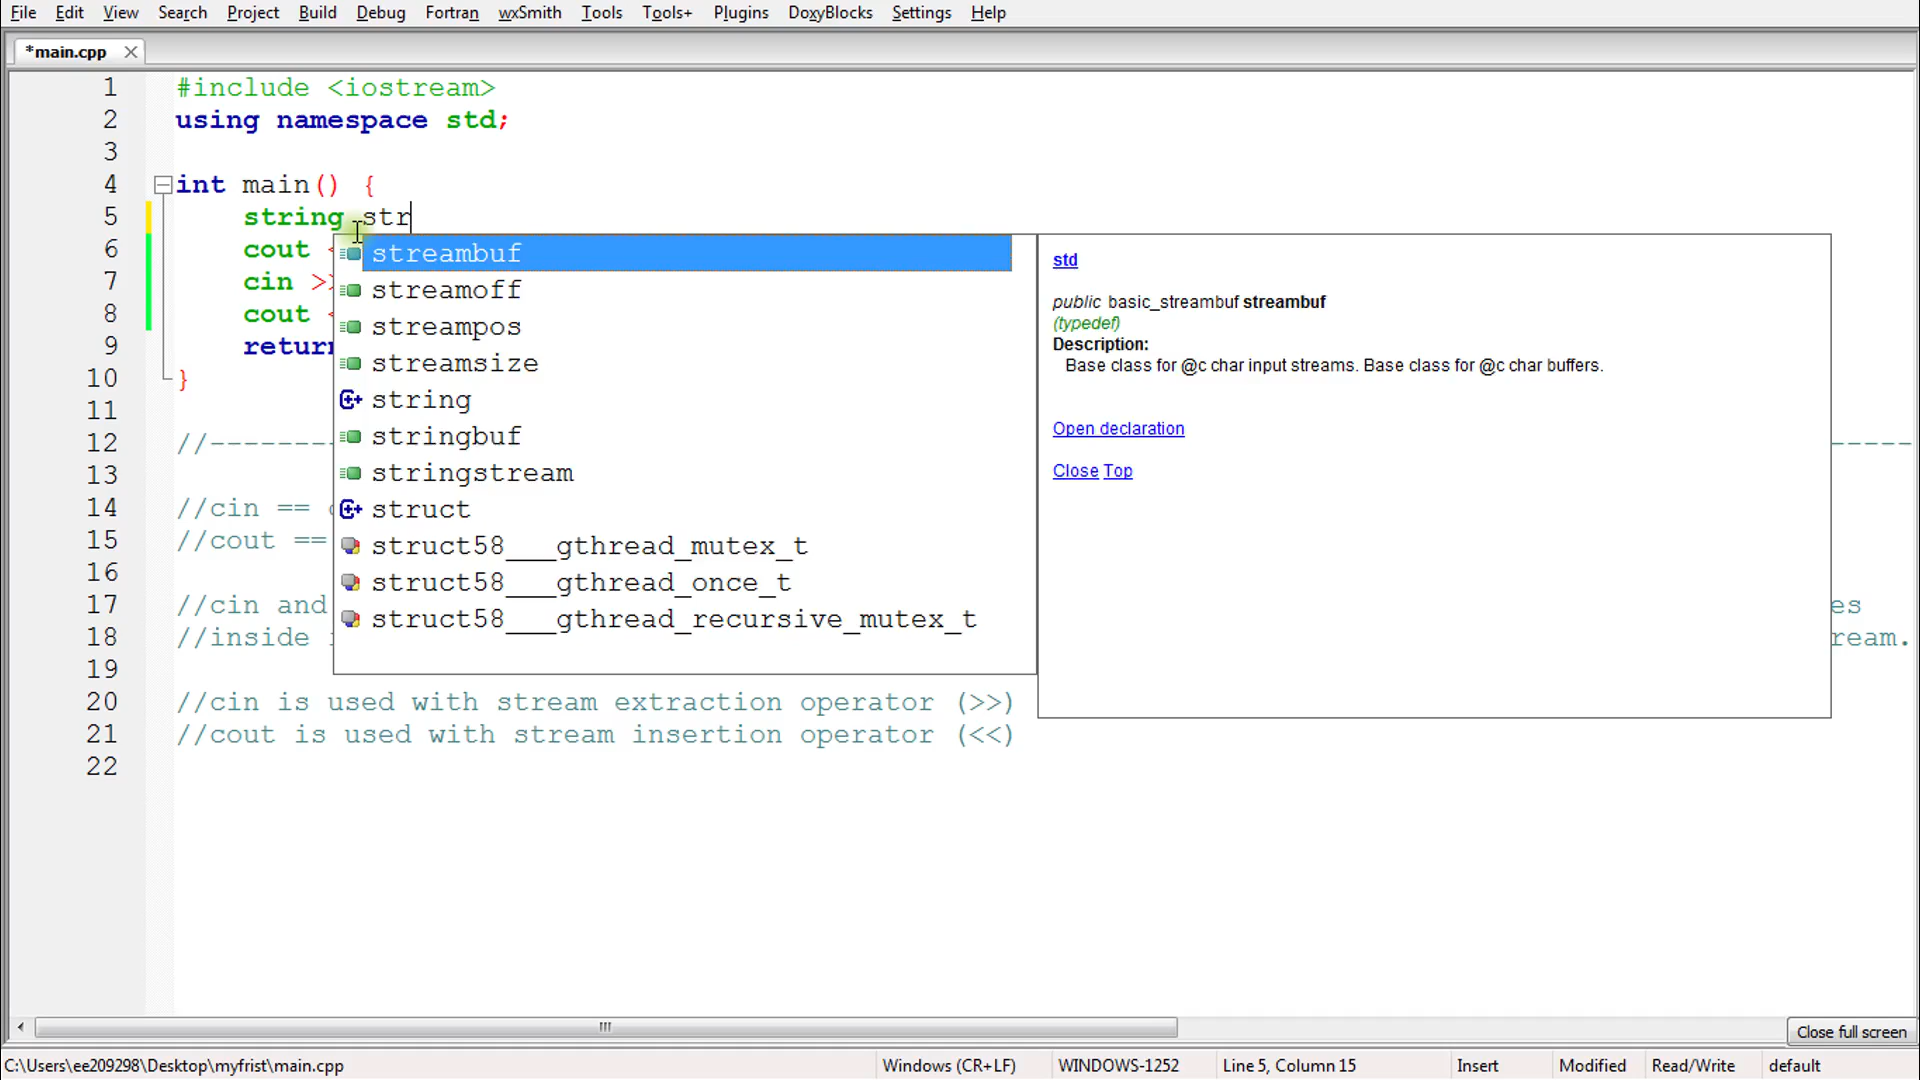 File Edit View Search Project Build Debug Fortran wxSmith Tools Tools+ Plugins DoxyBlocks Settings Help
*main.cpp
1 #include <iostream>
2 using namespace std;
3
4 int main() {
5 string str
6 cout <
7 cin >>
8 cout <
9 return
10 }
11
12 //--------- -----
13
14 //cin ==
15 //cout ==
16
17 //cin and es
18 //inside ream.
19
20 //cin is used with stream extraction operator (>>)
21 //cout is used with stream insertion operator (<<)
22
streambuf
streamoff
streampos
streamsize
string
stringbuf
stringstream
struct
struct58___gthread_mutex_t
struct58___gthread_once_t
struct58___gthread_recursive_mutex_t
std
public basic_streambuf streambuf
(typedef)
Description:
Base class for @c char input streams. Base class for @c char buffers.
Open declaration
Close Top
Close full screen
C:\Users\ee209298\Desktop\myfrist\main.cpp Windows (CR+LF) WINDOWS-1252 Line 5, Column 15 Insert Modified Read/Write default